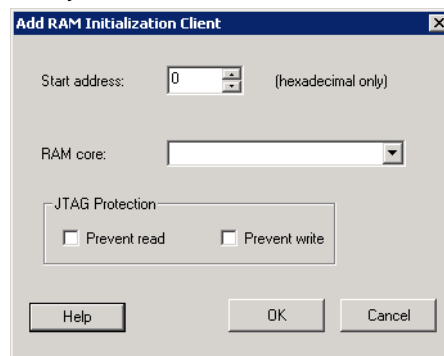 Add RAM Initialization Client
Start address: 0 (hexadecimal only)
RAM core:
JTAG Protection
Prevent read Prevent write
Help OK Cancel